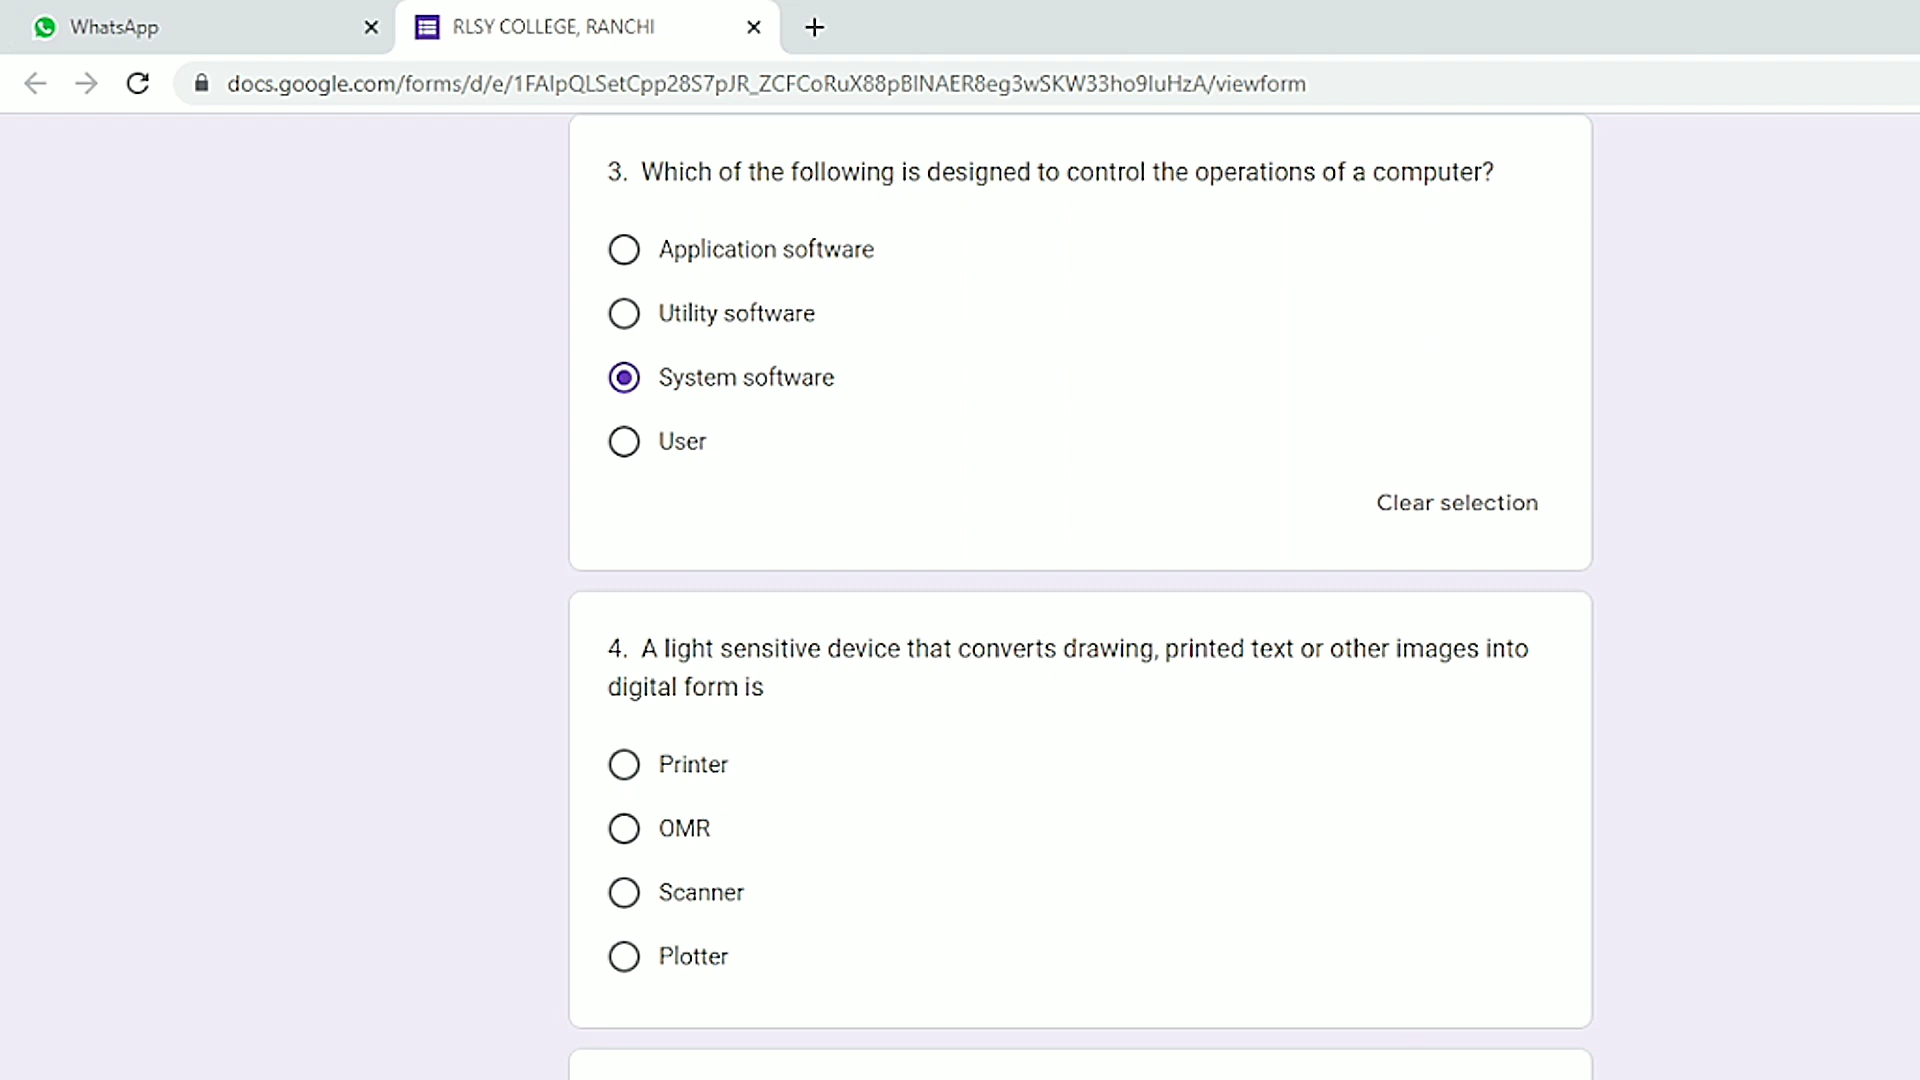 WhatsApp
RLSY COLLEGE, RANCHI
docs.google.com/forms/d/e/1FAIpQLSetCpp28S7pJR_ZCFCoRuX88pBINAER8eg3wSKW33ho9IuHzA/viewform
3. Which of the following is designed to control the operations of a computer?
Application software
Utility software
System software
User
Clear selection
4. A light sensitive device that converts drawing, printed text or other images into
digital form is
Printer
OMR
Scanner
Plotter